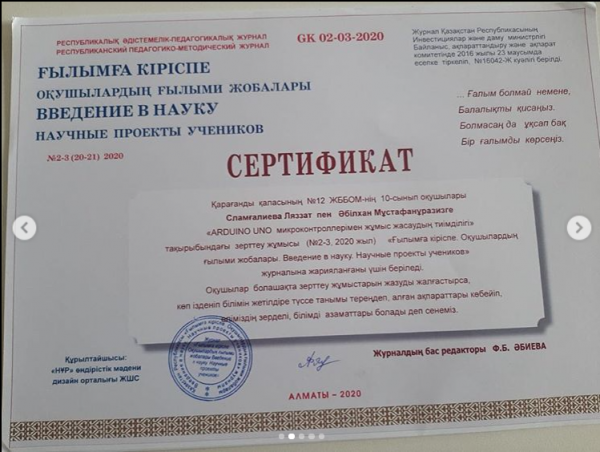 РЕСПУБЛИКАЛЫҚ ӘДІСТЕМЕЛІК-ПЕДАГОГИКАЛЫҚ ЖУРНАЛ
РЕСПУБЛИКАНСКИЙ ПЕДАГОГИКО-МЕТОДИЧЕСКИЙ ЖУРНАЛ
GK 02-03-2020
Журнал Қазақстан Республикасының
Инвестициялар және даму министрлігі
Байланыс, ақпараттандыру және ақпарат
комитетінде 2016 жылы 23 маусымда
есепке тіркеліп, №16042-Ж куәлігі берілді.
ҒЫЛЫМҒА КІРІСПЕ
ОҚУШЫЛАРДЫҢ ҒЫЛЫМИ ЖОБАЛАРЫ
ВВЕДЕНИЕ В НАУКУ
НАУЧНЫЕ ПРОЕКТЫ УЧЕНИКОВ
№2-3 (20-21) 2020
... Ғалым болмай немене,
Балалықты қисаңыз.
Болмасаң да ұқсап бақ
Бір ғалымды көрсеңіз.
СЕРТИФИКАТ
Қарағанды қаласының №12 ЖББОМ-нің 10-сынып оқушылары
Сламғалиева Ляззат пен Әбілхан Мұстафанұразизге
«ARDUINO UNO микроконтроллерімен жұмыс жасаудың тиімділігі»
тақырыбындағы зерттеу жұмысы (№2-3, 2020 жыл) «Ғылымға кіріспе. Оқушылардың
ғылыми жобалары. Введение в науку. Научные проекты учеников»
журналына жарияланғаны үшін беріледі.
Оқушылар болашақта зерттеу жұмыстарын жазуды жалғастырса,
көп ізденіп білімін жетілдіре түссе танымы тереңдеп, алған ақпараттары көбейіп,
еліміздің зерделі, білімді азаматтары болады деп сенеміз.
Құрылтайшысы:
«НҰР» өндірістік мәдени
дизайн орталығы ЖШС
Журналдың бас редакторы Ф.Б. ӘБИЕВА
АЛМАТЫ – 2020